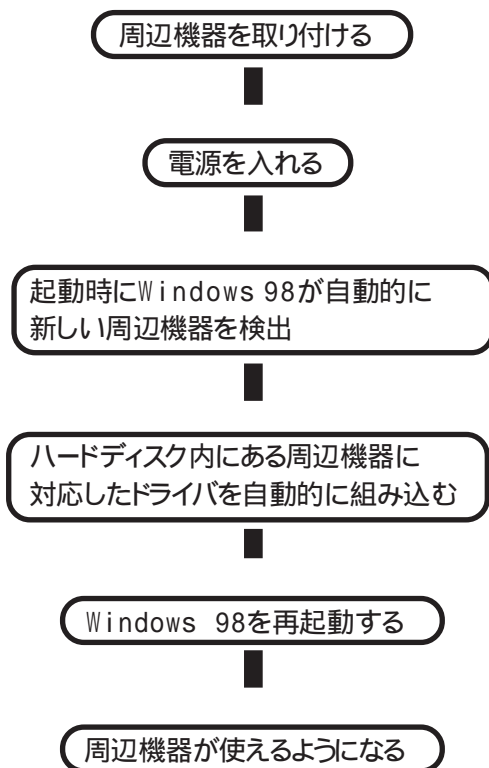 周辺機器を取り付ける
電源を入れる
起動時にWindows 98が自動的に
新しい周辺機器を検出
ハードディスク内にある周辺機器に
対応したドライバを自動的に組み込む
Windows 98を再起動する
周辺機器が使えるようになる